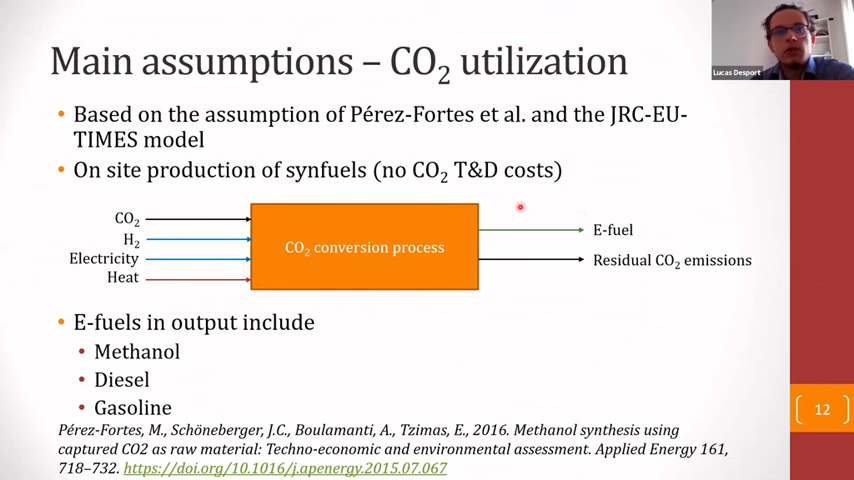 Main assumptions – CO₂ utilization
Lucas Desport
• Based on the assumption of Pérez-Fortes et al. and the JRC-EU-
TIMES model
• On site production of synfuels (no CO₂ T&D costs)
CO₂
H₂
Electricity
Heat
CO₂ conversion process
E-fuel
Residual CO₂ emissions
• E-fuels in output include
• Methanol
• Diesel
• Gasoline
12
Pérez-Fortes, M., Schöneberger, J.C., Boulamanti, A., Tzimas, E., 2016. Methanol synthesis using
captured CO2 as raw material: Techno-economic and environmental assessment. Applied Energy 161,
718–732. https://doi.org/10.1016/j.apenergy.2015.07.067